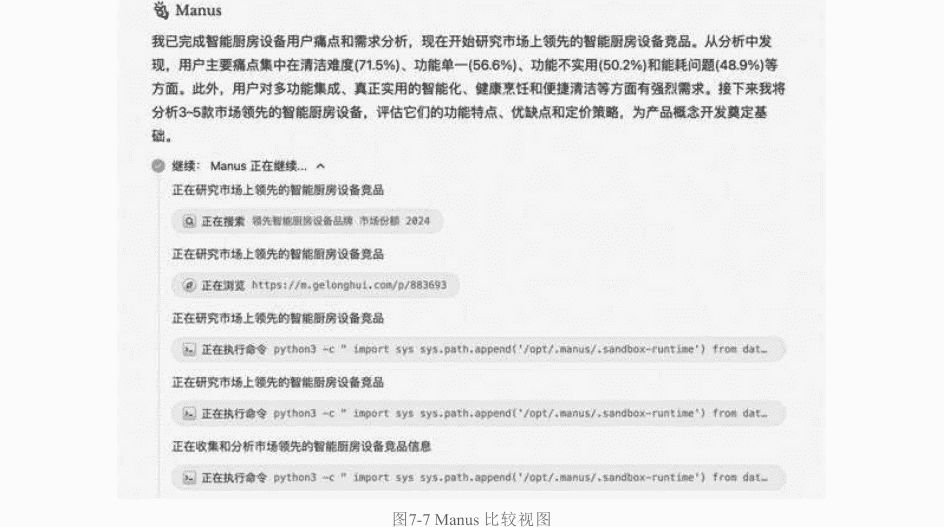 Manus
我已完成智能厨房设备用户痛点和需求分析，现在开始研究市场上领先的智能厨房设备竞品。从分析中发
现，用户主要痛点集中在清洁难度(71.5%)、功能单一(56.6%)、功能不实用(50.2%)和能耗问题(48.9%)等
方面。此外，用户对多功能集成、真正实用的智能化、健康烹饪和便捷清洁等方面有强烈需求。接下来我将
分析3~5款市场领先的智能厨房设备，评估它们的功能特点、优缺点和定价策略，为产品概念开发奠定基
础。
继续： Manus 正在继续...
正在研究市场上领先的智能厨房设备竞品
正在搜索 领先智能厨房设备品牌 市场份额 2024
正在研究市场上领先的智能厨房设备竞品
正在浏览 https://m.gelonghui.com/p/883693
正在研究市场上领先的智能厨房设备竞品
正在执行命令 python3 -c " import sys sys.path.append('/opt/.manus/.sandbox-runtime') from dat…
正在研究市场上领先的智能厨房设备竞品
正在执行命令 python3 -c " import sys sys.path.append('/opt/.manus/.sandbox-runtime') from dat…
正在收集和分析市场领先的智能厨房设备竞品信息
正在执行命令 python3 -c " import sys sys.path.append('/opt/.manus/.sandbox-runtime') from dat…
图7-7 Manus 比较视图